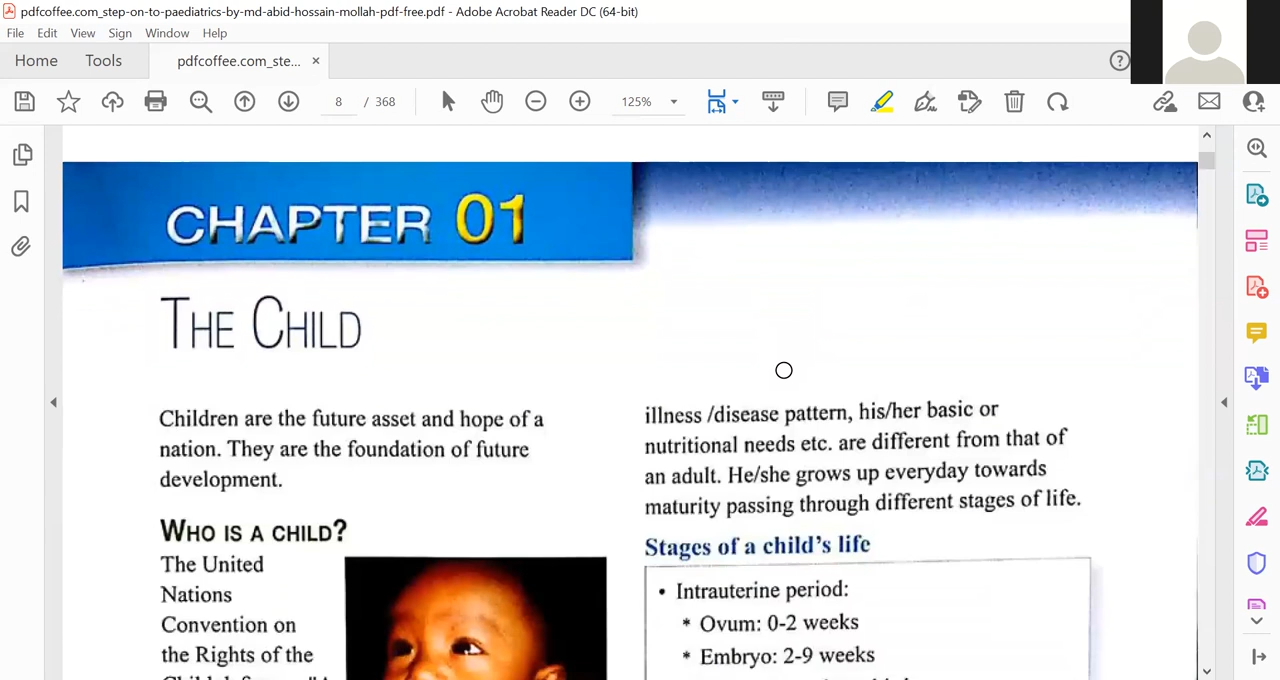 pdfcoffee.com_step-on-to-paediatrics-by-md-abid-hossain-mollah-pdf-free.pdf - Adobe Acrobat Reader DC (64-bit)
File Edit View Sign Window Help
Home Tools pdfcoffee.com_ste... ×
8 / 368 125%
CHAPTER 01
THE CHILD
Children are the future asset and hope of a
nation. They are the foundation of future
development.
WHO IS A CHILD?
The United
Nations
Convention on
the Rights of the
illness /disease pattern, his/her basic or
nutritional needs etc. are different from that of
an adult. He/she grows up everyday towards
maturity passing through different stages of life.
Stages of a child's life
• Intrauterine period:
* Ovum: 0-2 weeks
* Embryo: 2-9 weeks